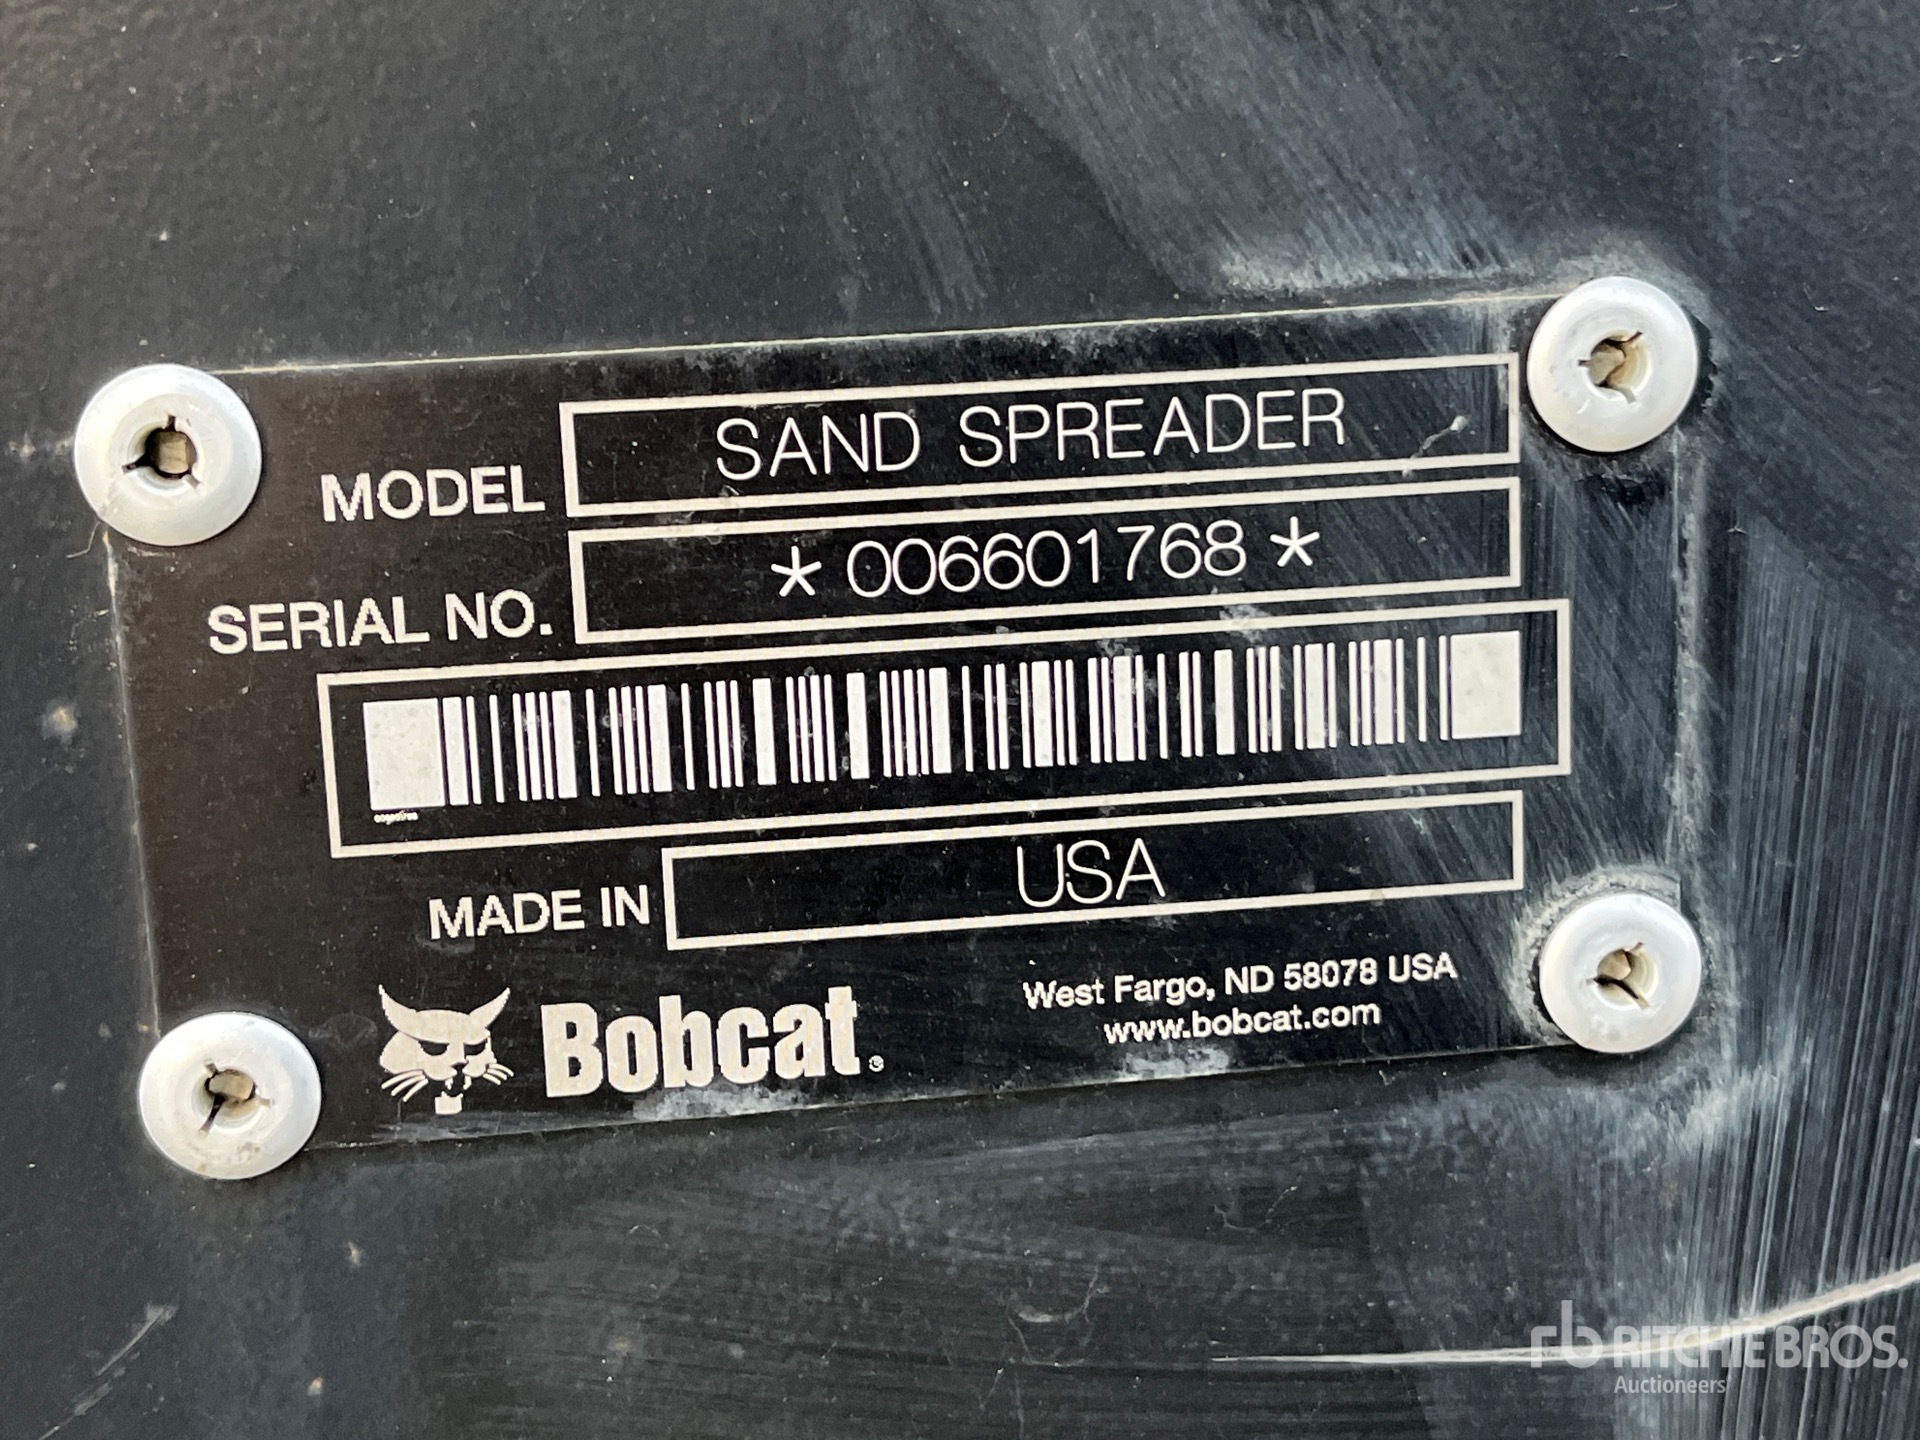 MODEL SAND SPREADER
SERIAL NO. *006601768*
MADE IN USA
Bobcat®
West Fargo, ND 58078 USA
www.bobcat.com
rb RITCHIE BROS.
Auctioneers